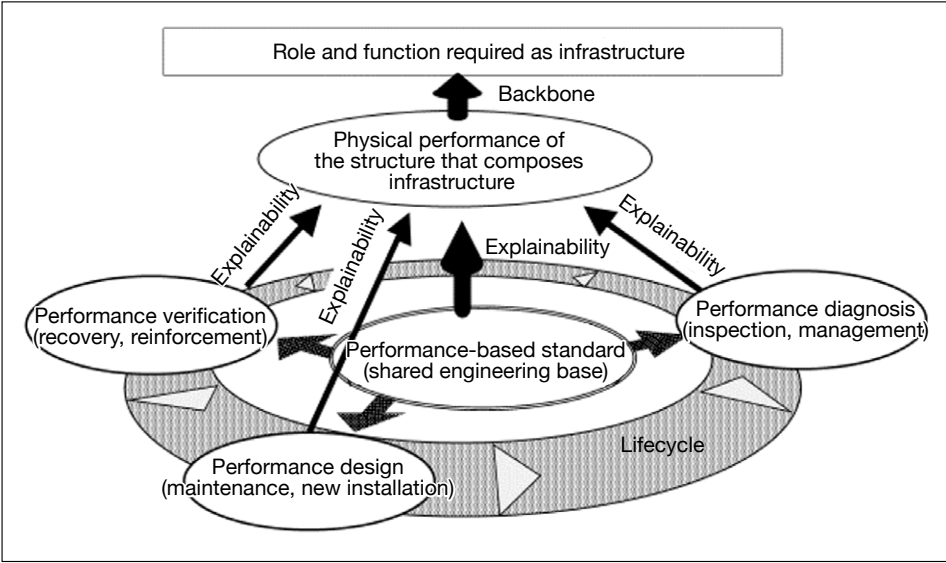 Role and function required as infrastructure
Backbone
Physical performance of
the structure that composes
infrastructure
Explainability
Explainability
Explainability
Explainability
Performance verification
(recovery, reinforcement)
Performance diagnosis
(inspection, management)
Performance-based standard
(shared engineering base)
Lifecycle
Performance design
(maintenance, new installation)